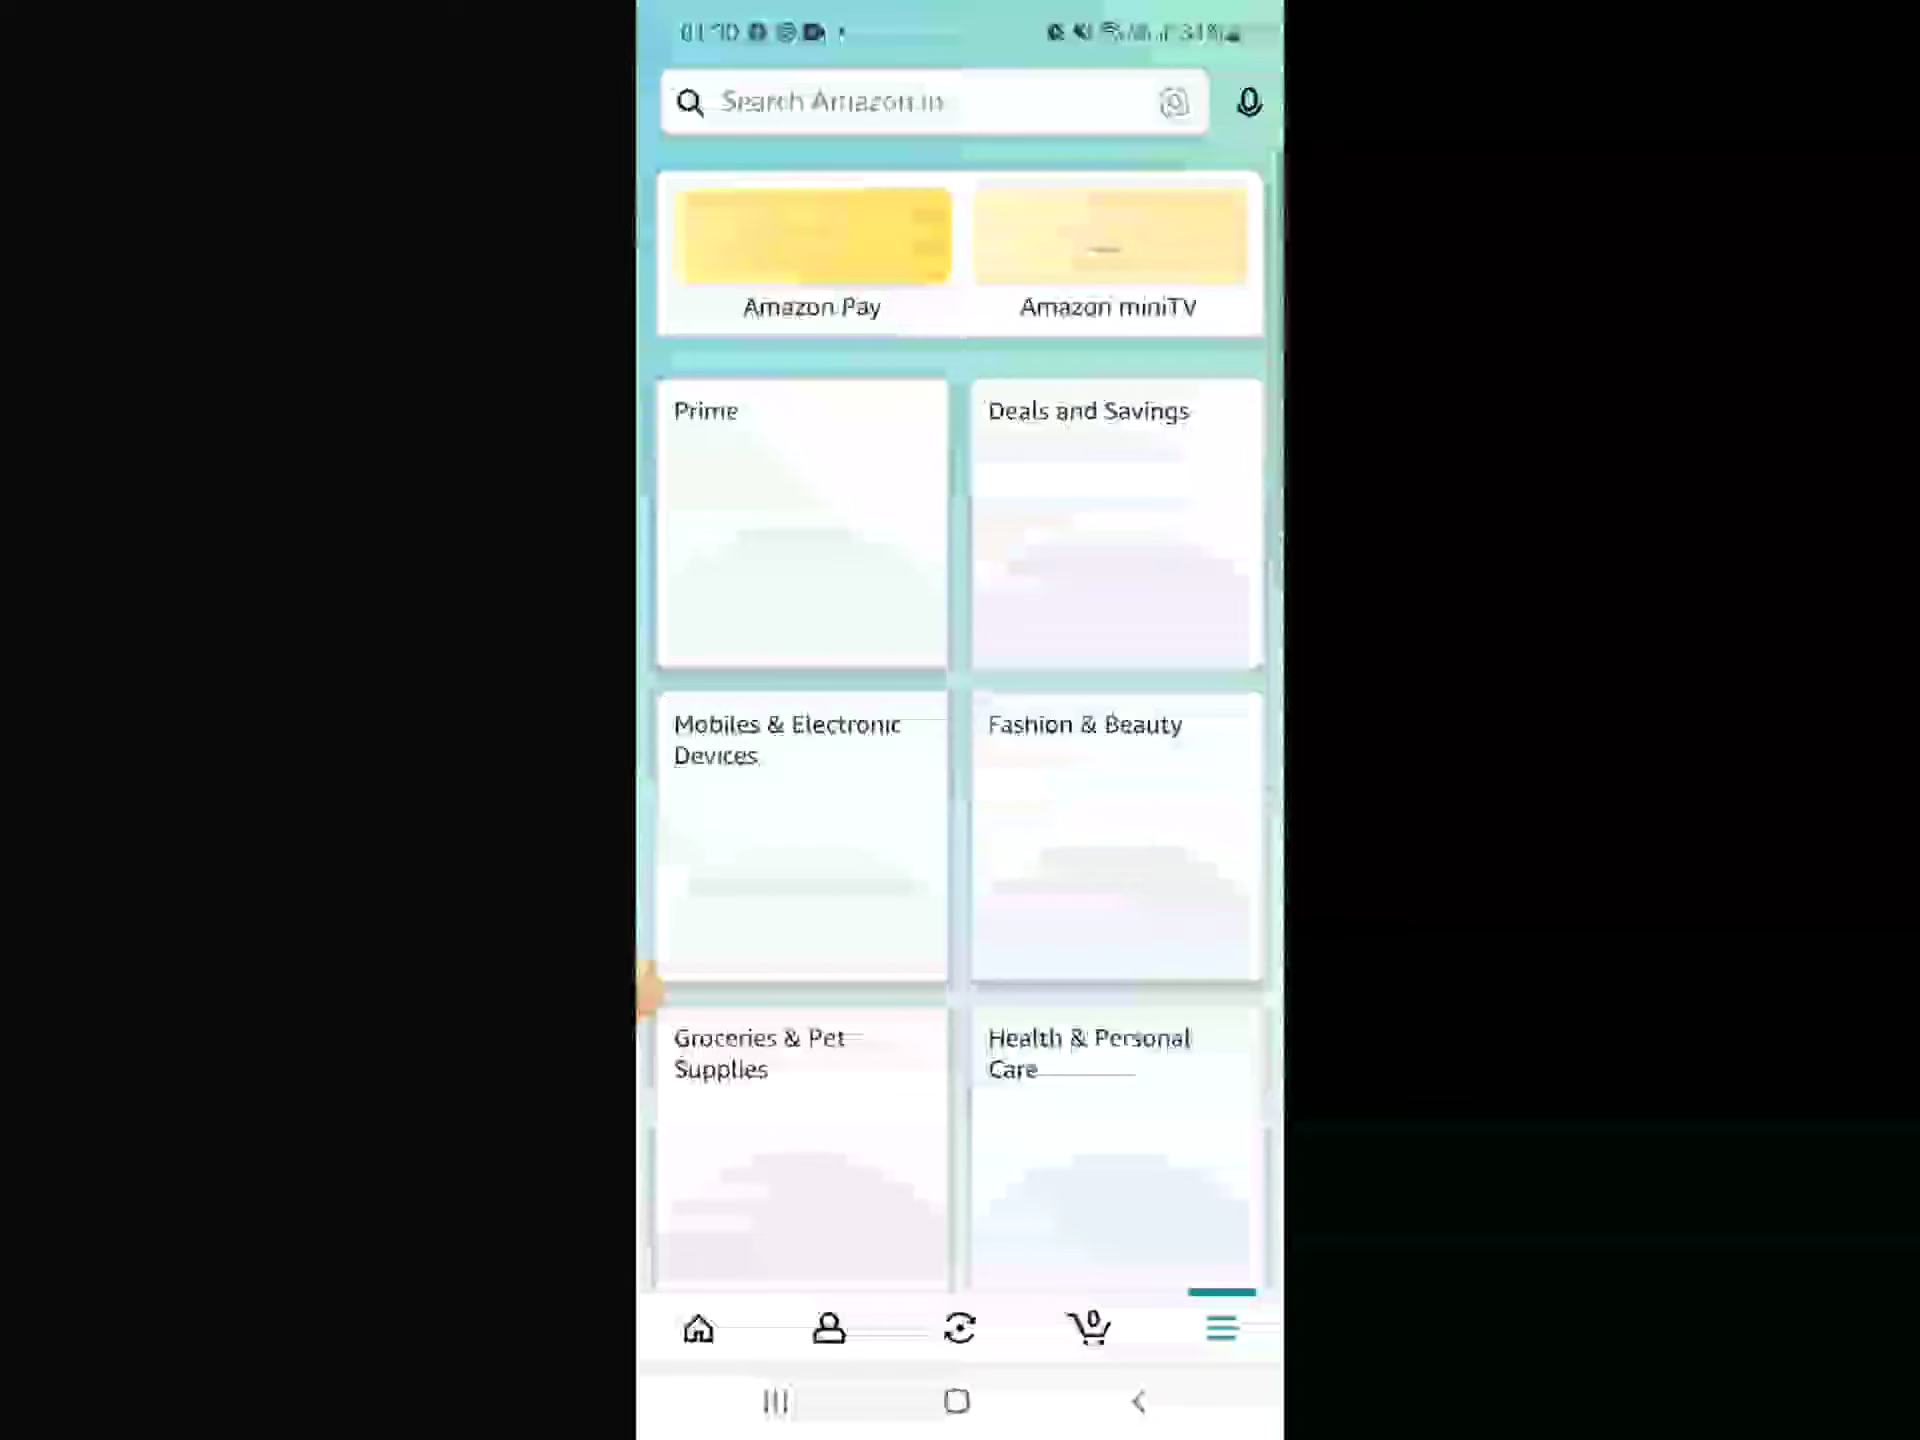 Search Amazon.in
Amazon Pay
Amazon miniTV
Prime
Deals and Savings
Mobiles & Electronic
Devices
Fashion & Beauty
Groceries & Pet
Supplies
Health & Personal
Care
0